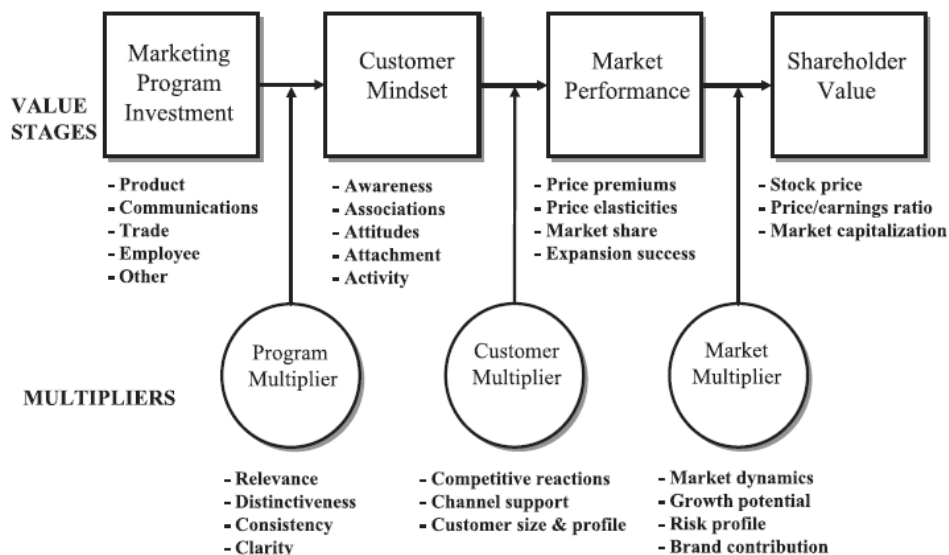 Marketing
Program
Investment
Customer
Mindset
Market
Performance
Shareholder
Value
VALUE
STAGES
- Product
- Communications
- Trade
- Employee
- Other
- Awareness
- Associations
- Attitudes
- Attachment
- Activity
- Price premiums
- Price elasticities
- Market share
- Expansion success
- Stock price
- Price/earnings ratio
- Market capitalization
MULTIPLIERS
Program
Multiplier
Customer
Multiplier
Market
Multiplier
- Relevance
- Distinctiveness
- Consistency
- Clarity
- Competitive reactions
- Channel support
- Customer size & profile
- Market dynamics
- Growth potential
- Risk profile
- Brand contribution